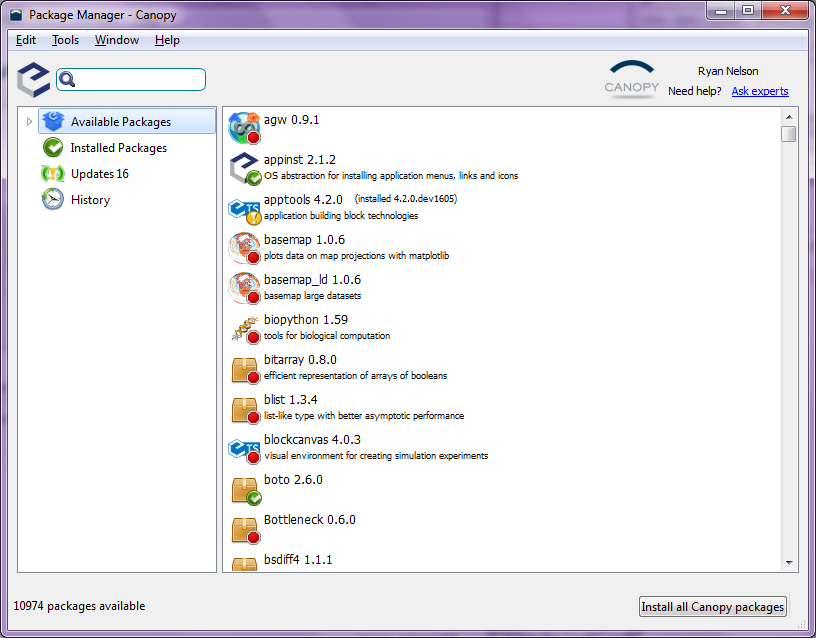 Package Manager - Canopy
Edit Tools Window Help
CANOPY
Ryan Nelson
Need help? Ask experts
Available Packages
Installed Packages
Updates 16
History
agw 0.9.1
appinst 2.1.2
OS abstraction for installing application menus, links and icons
apptools 4.2.0 (installed 4.2.0.dev1605)
application building block technologies
basemap 1.0.6
plots data on map projections with matplotlib
basemap_ld 1.0.6
basemap large datasets
biopython 1.59
tools for biological computation
bitarray 0.8.0
efficient representation of arrays of booleans
blist 1.3.4
list-like type with better asymptotic performance
blockcanvas 4.0.3
visual environment for creating simulation experiments
boto 2.6.0
Bottleneck 0.6.0
bsdiff4 1.1.1
10974 packages available
Install all Canopy packages